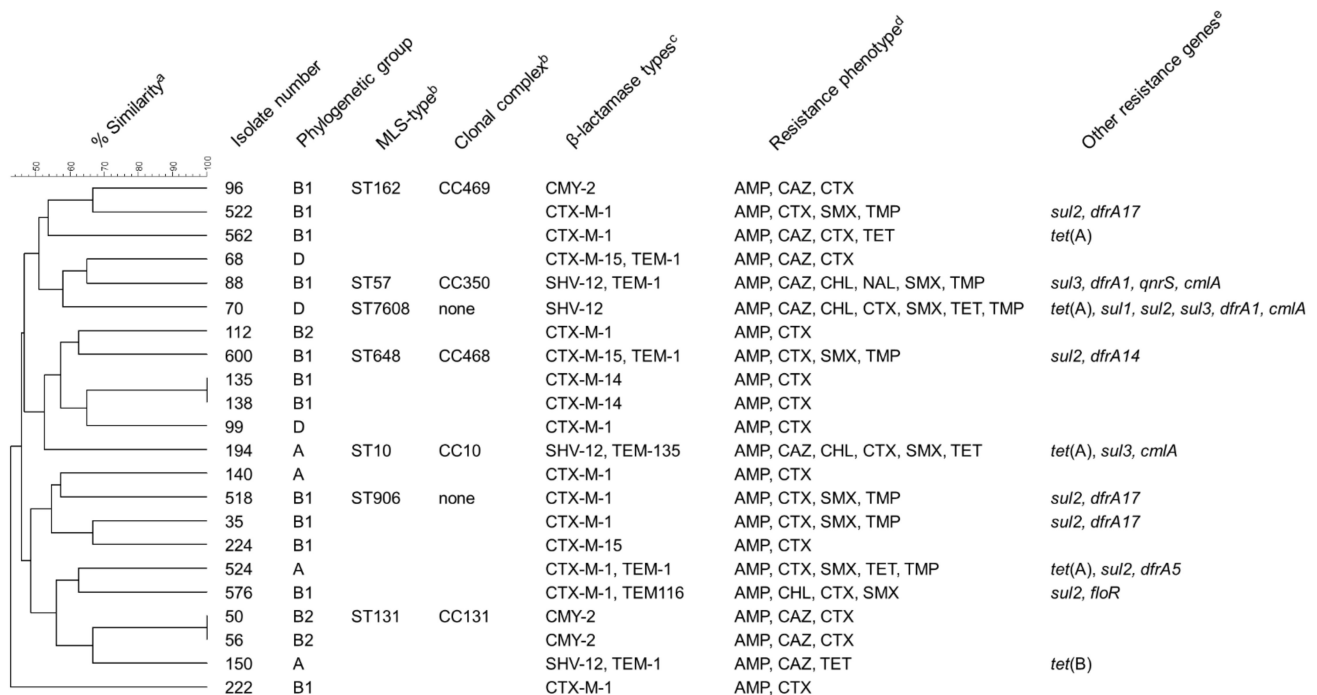 % Similarity^a Isolate number Phylogenetic group MLS-type^b Clonal complex^b β-lactamase types^c Resistance phenotype^d Other resistance genes^e
50 60 70 80 90 100
96 B1 ST162 CC469 CMY-2 AMP, CAZ, CTX
522 B1 CTX-M-1 AMP, CTX, SMX, TMP sul2, dfrA17
562 B1 CTX-M-1 AMP, CAZ, CTX, TET tet(A)
68 D CTX-M-15, TEM-1 AMP, CAZ, CTX
88 B1 ST57 CC350 SHV-12, TEM-1 AMP, CAZ, CHL, NAL, SMX, TMP sul3, dfrA1, qnrS, cmlA
70 D ST7608 none SHV-12 AMP, CAZ, CHL, CTX, SMX, TET, TMP tet(A), sul1, sul2, sul3, dfrA1, cmlA
112 B2 CTX-M-1 AMP, CTX
600 B1 ST648 CC468 CTX-M-15, TEM-1 AMP, CTX, SMX, TMP sul2, dfrA14
135 B1 CTX-M-14 AMP, CTX
138 B1 CTX-M-14 AMP, CTX
99 D CTX-M-1 AMP, CTX
194 A ST10 CC10 SHV-12, TEM-135 AMP, CAZ, CHL, CTX, SMX, TET tet(A), sul3, cmlA
140 A CTX-M-1 AMP, CTX
518 B1 ST906 none CTX-M-1 AMP, CTX, SMX, TMP sul2, dfrA17
35 B1 CTX-M-1 AMP, CTX, SMX, TMP sul2, dfrA17
224 B1 CTX-M-15 AMP, CTX
524 A CTX-M-1, TEM-1 AMP, CTX, SMX, TET, TMP tet(A), sul2, dfrA5
576 B1 CTX-M-1, TEM116 AMP, CHL, CTX, SMX sul2, floR
50 B2 ST131 CC131 CMY-2 AMP, CAZ, CTX
56 B2 CMY-2 AMP, CAZ, CTX
150 A SHV-12, TEM-1 AMP, CAZ, TET tet(B)
222 B1 CTX-M-1 AMP, CTX